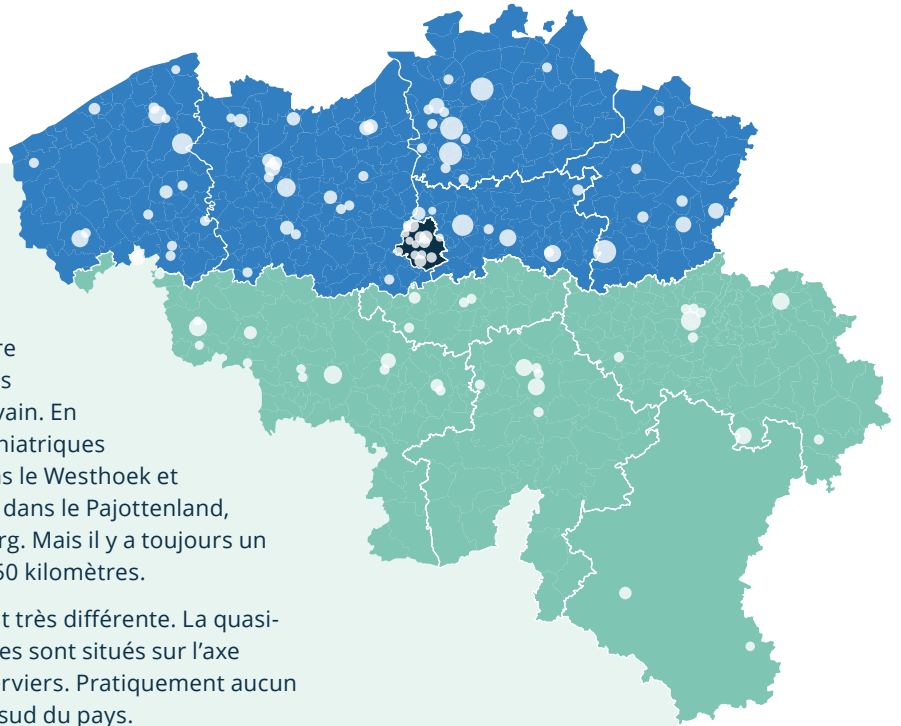 re
s
vain. En
hiatriques
s le Westhoek et
dans le Pajottenland,
rg. Mais il y a toujours un
50 kilomètres.
t très différente. La quasi-
es sont situés sur l’axe
rviers. Pratiquement aucun
sud du pays.